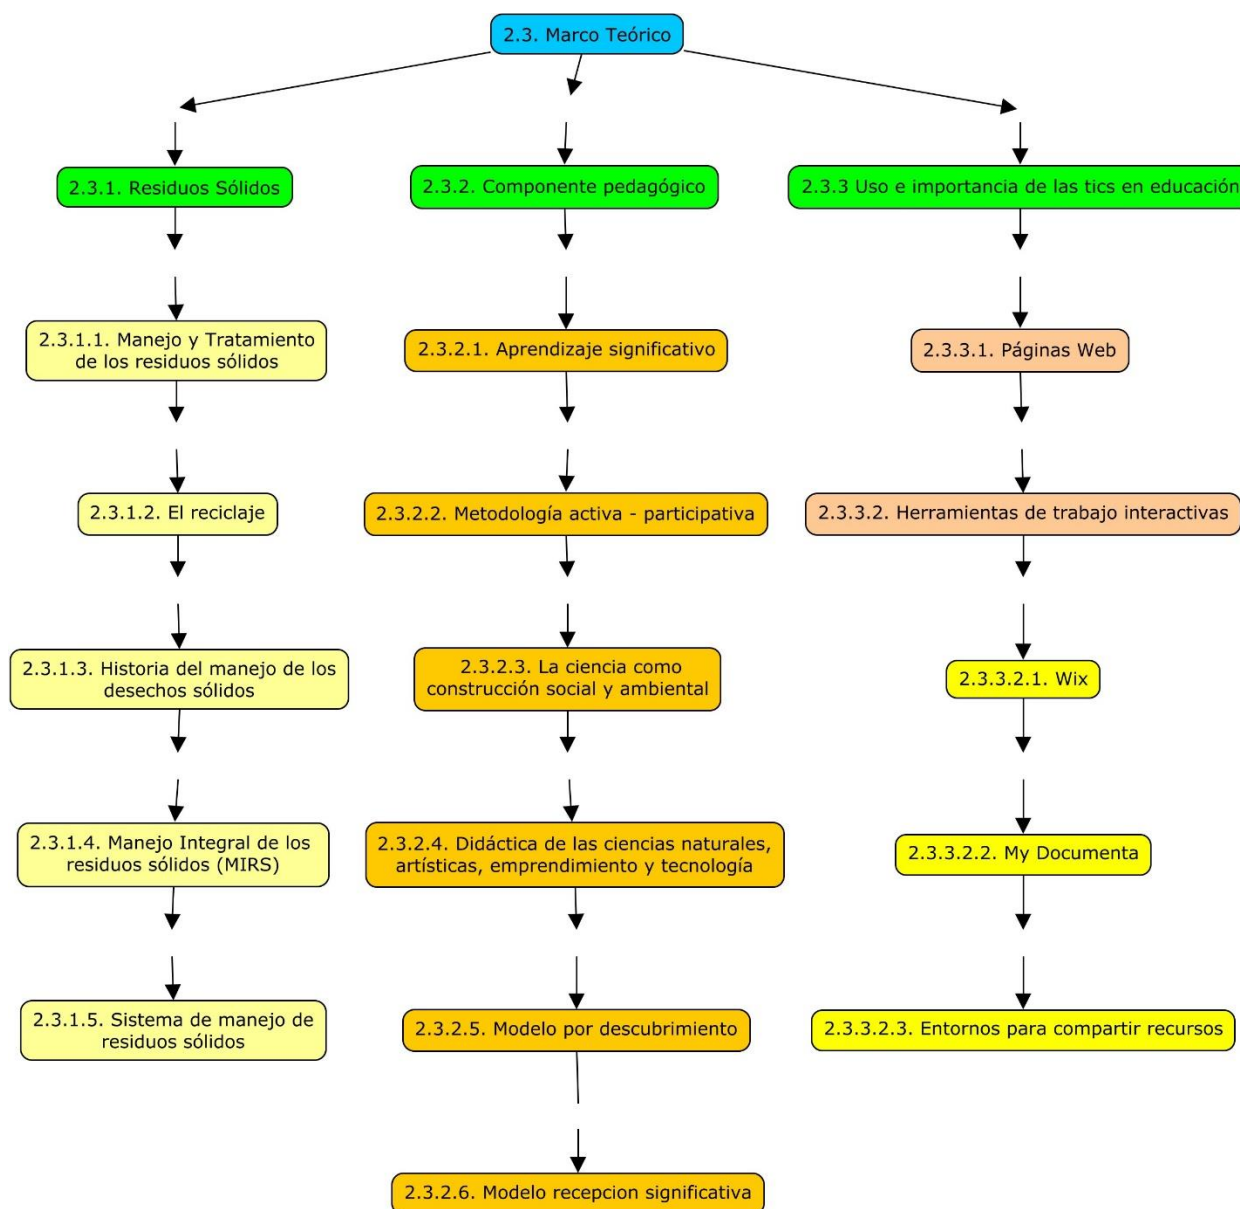 2.3. Marco Teórico
2.3.1. Residuos Sólidos
2.3.2. Componente pedagógico
2.3.3 Uso e importancia de las tics en educación
2.3.1.1. Manejo y Tratamiento
de los residuos sólidos
2.3.2.1. Aprendizaje significativo
2.3.3.1. Páginas Web
2.3.1.2. El reciclaje
2.3.2.2. Metodología activa - participativa
2.3.3.2. Herramientas de trabajo interactivas
2.3.1.3. Historia del manejo de los
desechos sólidos
2.3.2.3. La ciencia como
construcción social y ambiental
2.3.3.2.1. Wix
2.3.1.4. Manejo Integral de los
residuos sólidos (MIRS)
2.3.2.4. Didáctica de las ciencias naturales,
artísticas, emprendimiento y tecnología
2.3.3.2.2. My Documenta
2.3.1.5. Sistema de manejo de
residuos sólidos
2.3.2.5. Modelo por descubrimiento
2.3.3.2.3. Entornos para compartir recursos
2.3.2.6. Modelo recepcion significativa